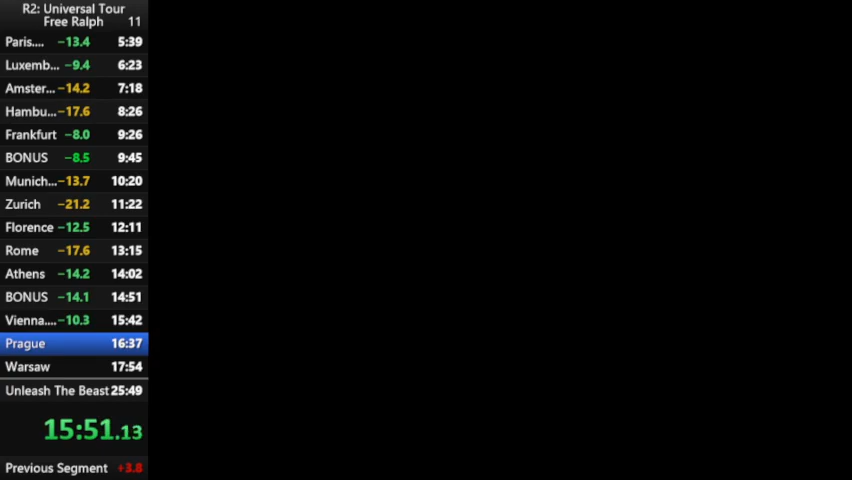 R2: Universal Tour
Free Ralph 11
Paris.... −13.4 5:39
Luxemb... −9.4 6:23
Amster... −14.2 7:18
Hambu... −17.6 8:26
Frankfurt −8.0 9:26
BONUS −8.5 9:45
Munich... −13.7 10:20
Zurich −21.2 11:22
Florence −12.5 12:11
Rome −17.6 13:15
Athens −14.2 14:02
BONUS −14.1 14:51
Vienna.... −10.3 15:42
Prague 16:37
Warsaw 17:54
Unleash The Beast 25:49
15:51.13
Previous Segment +3.8